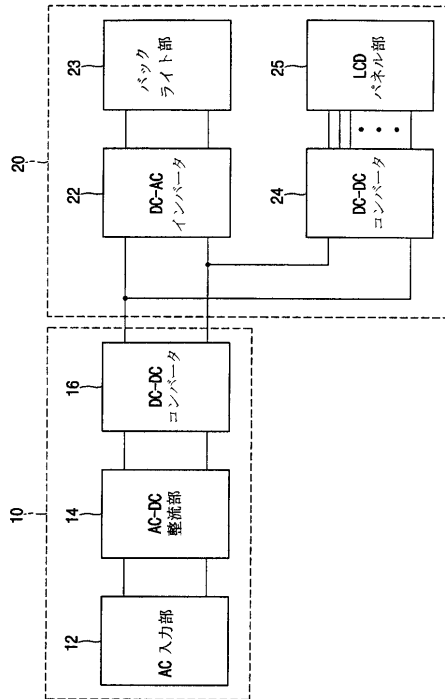 10
12
AC 入力部
14
AC-DC
整流部
16
DC-DC
コンバータ
20
22
DC-AC
インバータ
23
バック
ライト部
24
DC-DC
コンバータ
25
LCD
パネル部